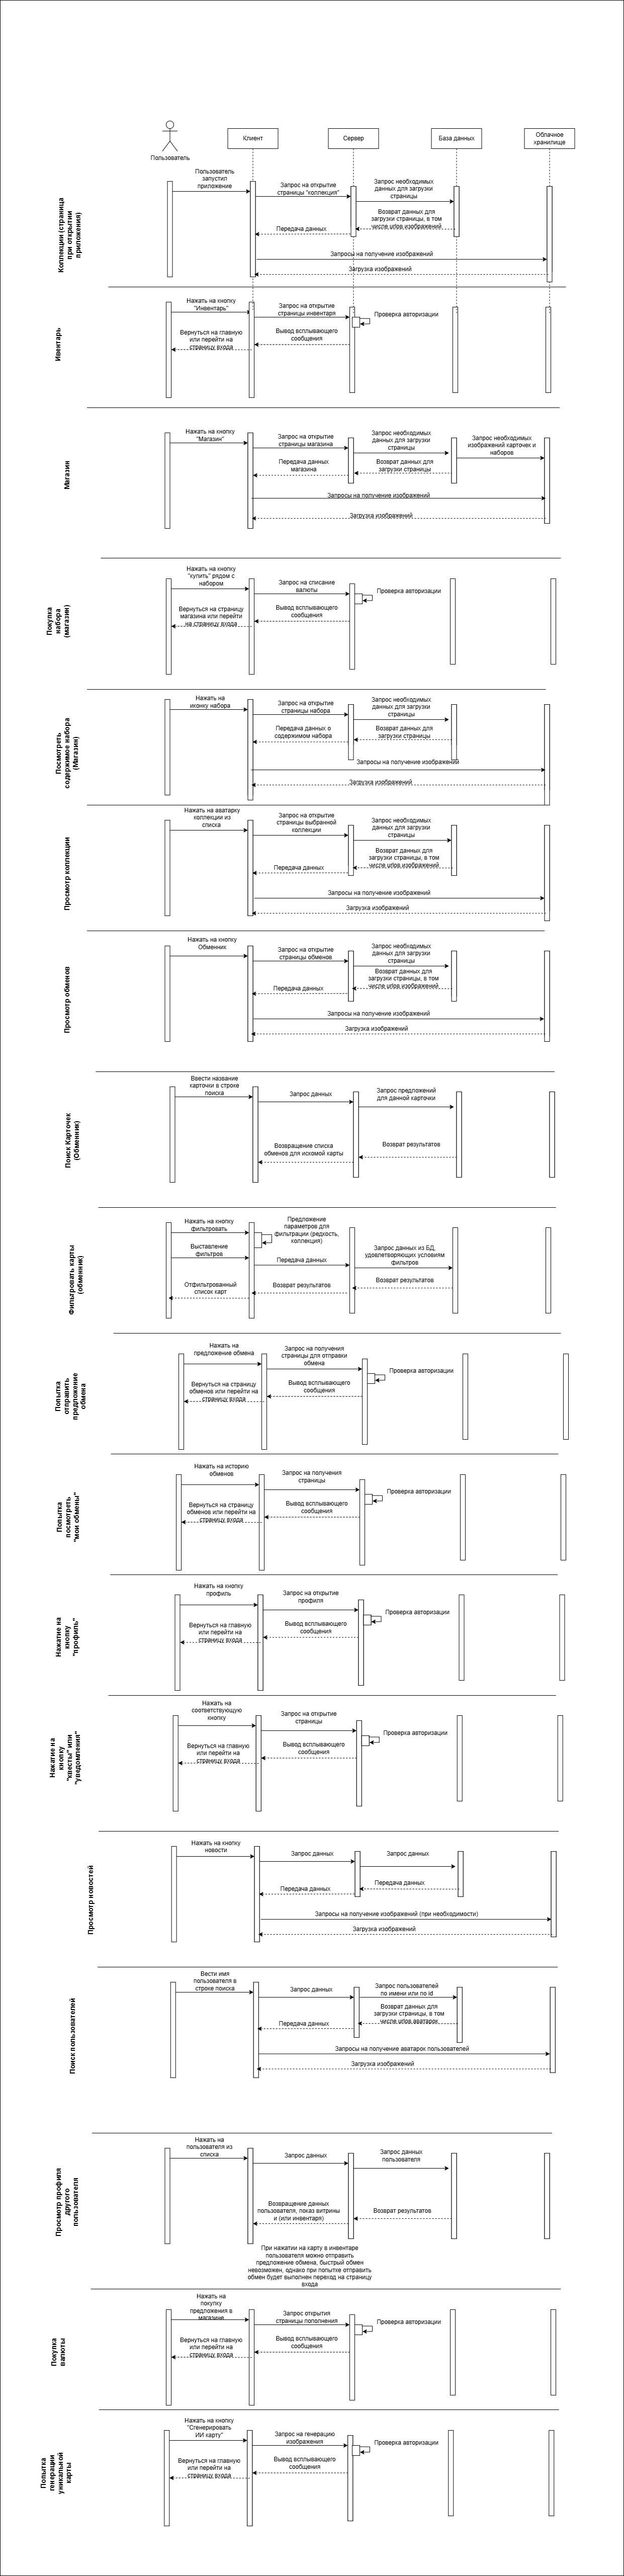 Пользователь
Клиент
Сервер
База данных
Облачное
хранилище
Коллекции (страница
при открытии
приложения)
Пользователь
запустил
приложение
Запрос на открытие
страницы "коллекция"
Запрос необходимых
данных для загрузки
страницы
Возврат данных для
загрузки страницы, в том
числе urlов изображений
Передача данных
Запросы на получение изображений
Загрузка изображений
Ивентарь
Нажать на кнопку
"Инвентарь"
Запрос на открытие
страницы инвентаря
Проверка авторизации
Вернуться на главную
или перейти на
страницу входа
Вывод всплывающего
сообщения
Магазин
Нажать на кнопку
"Магазин"
Запрос на открытие
страницы магазина
Запрос необходимых
данных для загрузки
страницы
Запрос необходимых
изображений карточек и
наборов
Передача данных
магазина
Возврат данных для
загрузки страницы
Запросы на получение изображений
Загрузка изображений
Покупка
набора
(магазин)
Нажать на кнопку
"купить" рядом с
набором
Запрос на списание
валюты
Проверка авторизации
Вернуться на страницу
магазина или перейти
на страницу входа
Вывод всплывающего
сообщения
Посмотреть
содержимое набора
(Магазин)
Нажать на
иконку набора
Запрос на открытие
страницы набора
Запрос необходимых
данных для загрузки
страницы
Передача данных о
содержимом набора
Возврат данных для
загрузки страницы
Запросы на получение изображений
Загрузка изображений
Просмотр коллекции
Нажать на аватарку
коллекции из
списка
Запрос на открытие
страницы выбранной
коллекции
Запрос необходимых
данных для загрузки
страницы
Возврат данных для
загрузки страницы, в том
числе urlов изображений
Передача данных
Запросы на получение изображений
Загрузка изображений
Просмотр обменов
Нажать на кнопку
Обменник
Запрос на открытие
страницы обменов
Запрос необходимых
данных для загрузки
страницы
Возврат данных для
загрузки страницы, в том
числе urlов изображений
Передача данных
Запросы на получение изображений
Загрузка изображений
Поиск Карточек
(Обменник)
Ввести название
карточки в строке
поиска
Запрос данных
Запрос предложений
для данной карточки
Возвращение списка
обменов для искомой карты
Возврат результатов
Фильтровать карты
(обменник)
Нажать на кнопку
фильтровать
Предложение
параметров для
фильтрации (редкость,
коллекция)
Выставление
фильтров
Передача данных
Запрос данных из БД,
удовлетворяющих условиям
фильтров
Отфильтрованный
список карт
Возврат результатов
Возврат результатов
Попытка
отправить
предложение
обмена
Нажать на
предложение обмена
Запрос на получения
страницы для отправки
обмена
Проверка авторизации
Вернуться на страницу
обменов или перейти на
страницу входа
Вывод всплывающего
сообщения
Попытка
посмотреть
"мои обмены"
Нажать на историю
обменов
Запрос на получения
страницы
Проверка авторизации
Вернуться на страницу
обменов или перейти на
страницу входа
Вывод всплывающего
сообщения
Нажатие на
кнопку
"профиль"
Нажать на кнопку
профиль
Запрос на открытие
профиля
Проверка авторизации
Вернуться на главную
или перейти на
страницу входа
Вывод всплывающего
сообщения
Нажатие на
кнопку
"квесты" или
"уведомления"
Нажать на
соответствующую
кнопку
Запрос на открытие
страницы
Проверка авторизации
Вернуться на главную
или перейти на
страницу входа
Вывод всплывающего
сообщения
Просмотр новостей
Нажать на кнопку
новости
Запрос данных
Запрос данных
Передача данных
Передача данных
Запросы на получение изображений (при необходимости)
Загрузка изображений
Поиск пользователей
Вести имя
пользователя в
строке поиска
Запрос данных
Запрос пользователей
по имени или по id
Возврат данных для
загрузки страницы, в том
числе urlов аватарок
Передача данных
Запросы на получение аватарок пользователей
Загрузка изображений
Просмотр профиля
другого
пользователя
Нажать на
пользователя из
списка
Запрос данных
Запрос данных
пользователя
Возвращение данных
пользователя, показ витрины
и (или инвентаря)
Возврат результатов
При нажатии на карту в инвентаре
пользователя можно отправить
предложение обмена, быстрый обмен
невозможен, однако при попытке отправить
обмен будет выполнен переход на страницу
входа
Покупка
валюты
Нажать на
покупку
предложения в
магазине
Запрос открытия
страницы пополнения
Проверка авторизации
Вернуться на главную
или перейти на
страницу входа
Вывод всплывающего
сообщения
Попытка
генерации
уникальной
карты
Нажать на кнопку
"Сгенерировать
ИИ карту"
Запрос на генерацию
изображения
Проверка авторизации
Вернуться на главную
или перейти на
страницу входа
Вывод всплывающего
сообщения